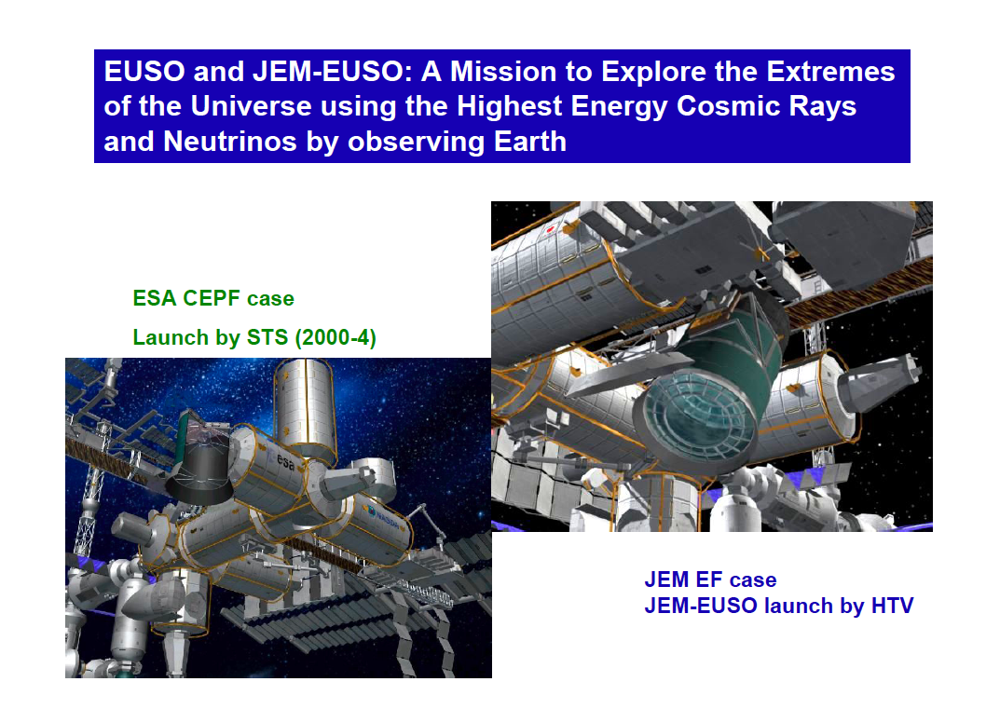 EUSO and JEM-EUSO: A Mission to Explore the Extremes
of the Universe using the Highest Energy Cosmic Rays
and Neutrinos by observing Earth
ESA CEPF case
Launch by STS (2000-4)
esa
JEM EF case
JEM-EUSO launch by HTV